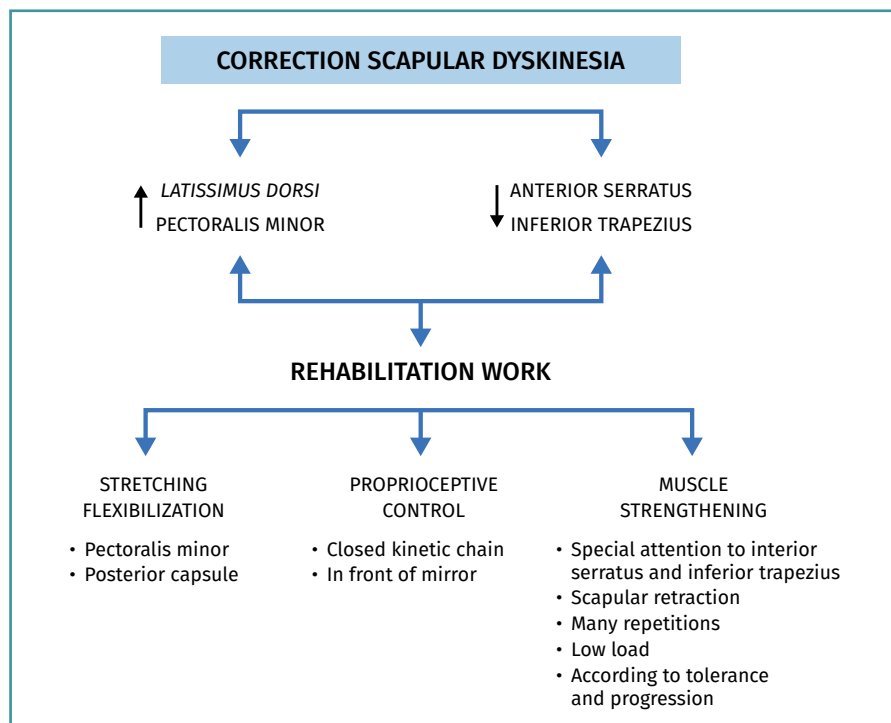 CORRECTION SCAPULAR DYSKINESIA
LATISSIMUS DORSI
PECTORALIS MINOR
ANTERIOR SERRATUS
INFERIOR TRAPEZIUS
REHABILITATION WORK
STRETCHING
FLEXIBILIZATION
• Pectoralis minor
• Posterior capsule
PROPRIOCEPTIVE
CONTROL
• Closed kinetic chain
• In front of mirror
MUSCLE
STRENGTHENING
• Special attention to interior
serratus and inferior trapezius
• Scapular retraction
• Many repetitions
• Low load
• According to tolerance
and progression